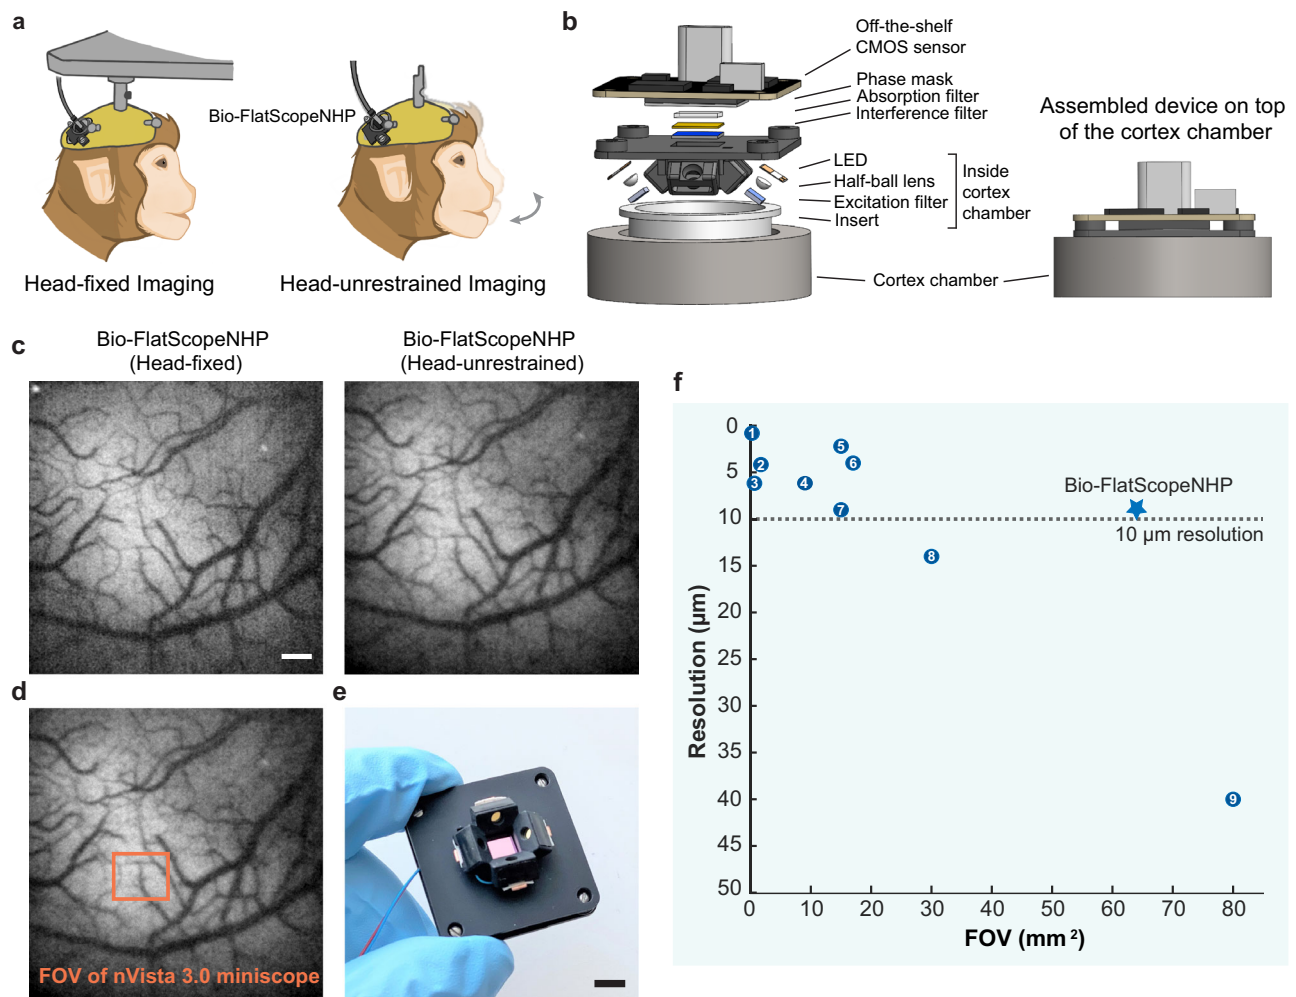 a
Bio-FlatScopeNHP
Head-fixed Imaging
Head-unrestrained Imaging
b
Off-the-shelf
CMOS sensor
Phase mask
Absorption filter
Interference filter
LED
Half-ball lens
Excitation filter
Insert
Inside
cortex
chamber
Cortex chamber
Assembled device on top
of the cortex chamber
c
Bio-FlatScopeNHP
(Head-fixed)
Bio-FlatScopeNHP
(Head-unrestrained)
d
FOV of nVista 3.0 miniscope
e
f
Resolution (µm)
0
5
10
15
20
25
30
35
40
45
50
1
2
3
4
5
6
7
8
9
Bio-FlatScopeNHP
10 µm resolution
0 10 20 30 40 50 60 70 80
FOV (mm²)